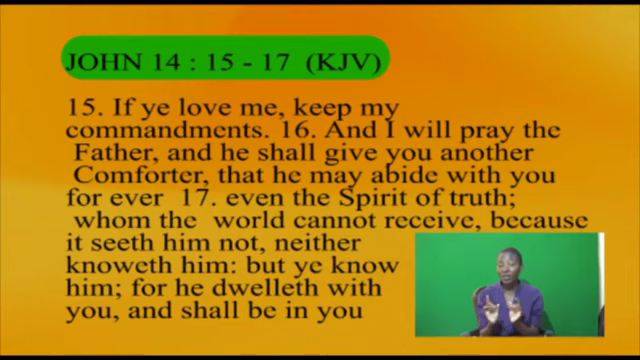 JOHN 14 : 15 - 17 (KJV)
15. If ye love me, keep my
commandments. 16. And I will pray the
Father, and he shall give you another
Comforter, that he may abide with you
for ever 17. even the Spirit of truth;
whom the world cannot receive, because
it seeth him not, neither
knoweth him: but ye know
him; for he dwelleth with
you, and shall be in you